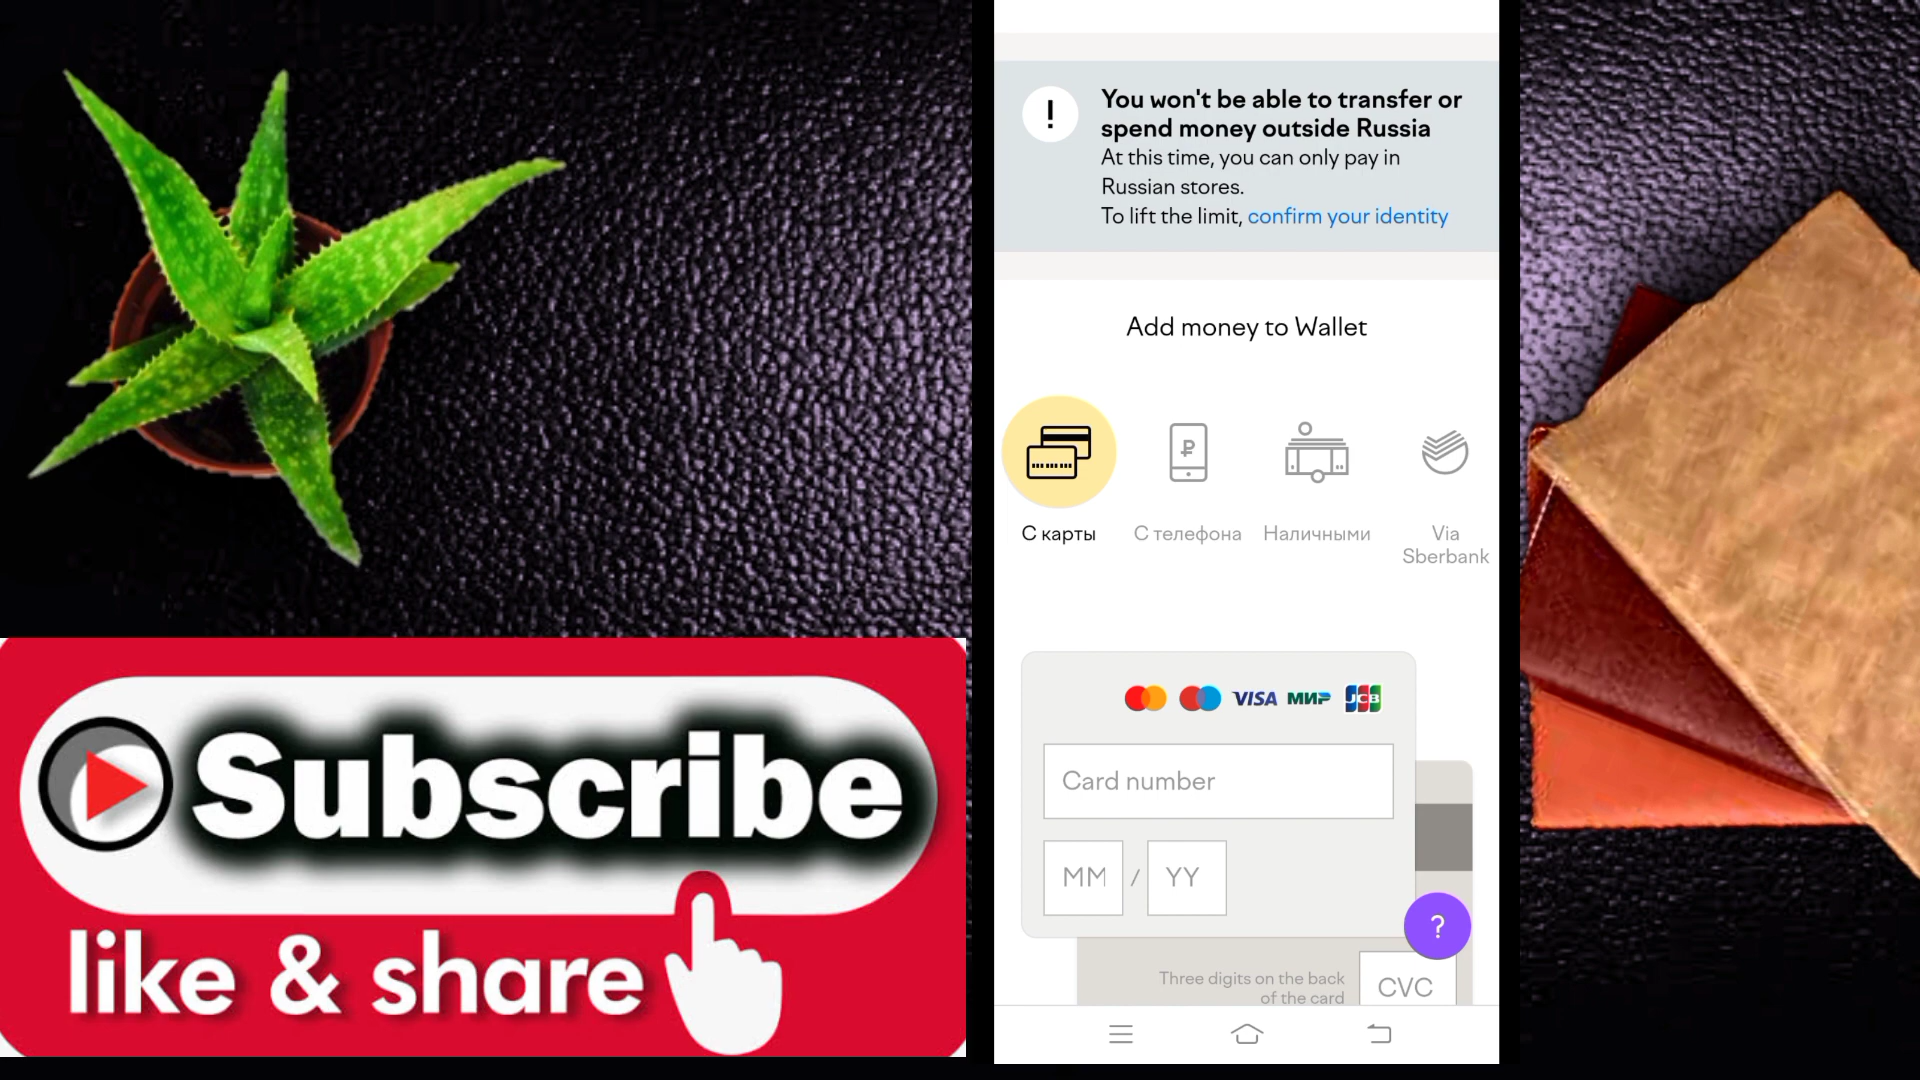 You won't be able to transfer or
spend money outside Russia
At this time, you can only pay in
Russian stores.
To lift the limit, confirm your identity
Add money to Wallet
С карты
С телефона
Наличными
Via
Sberbank
VISA
МИР
JCB
Card number
MM / YY
?
Three digits on the back
of the card
CVC
Subscribe
like & share